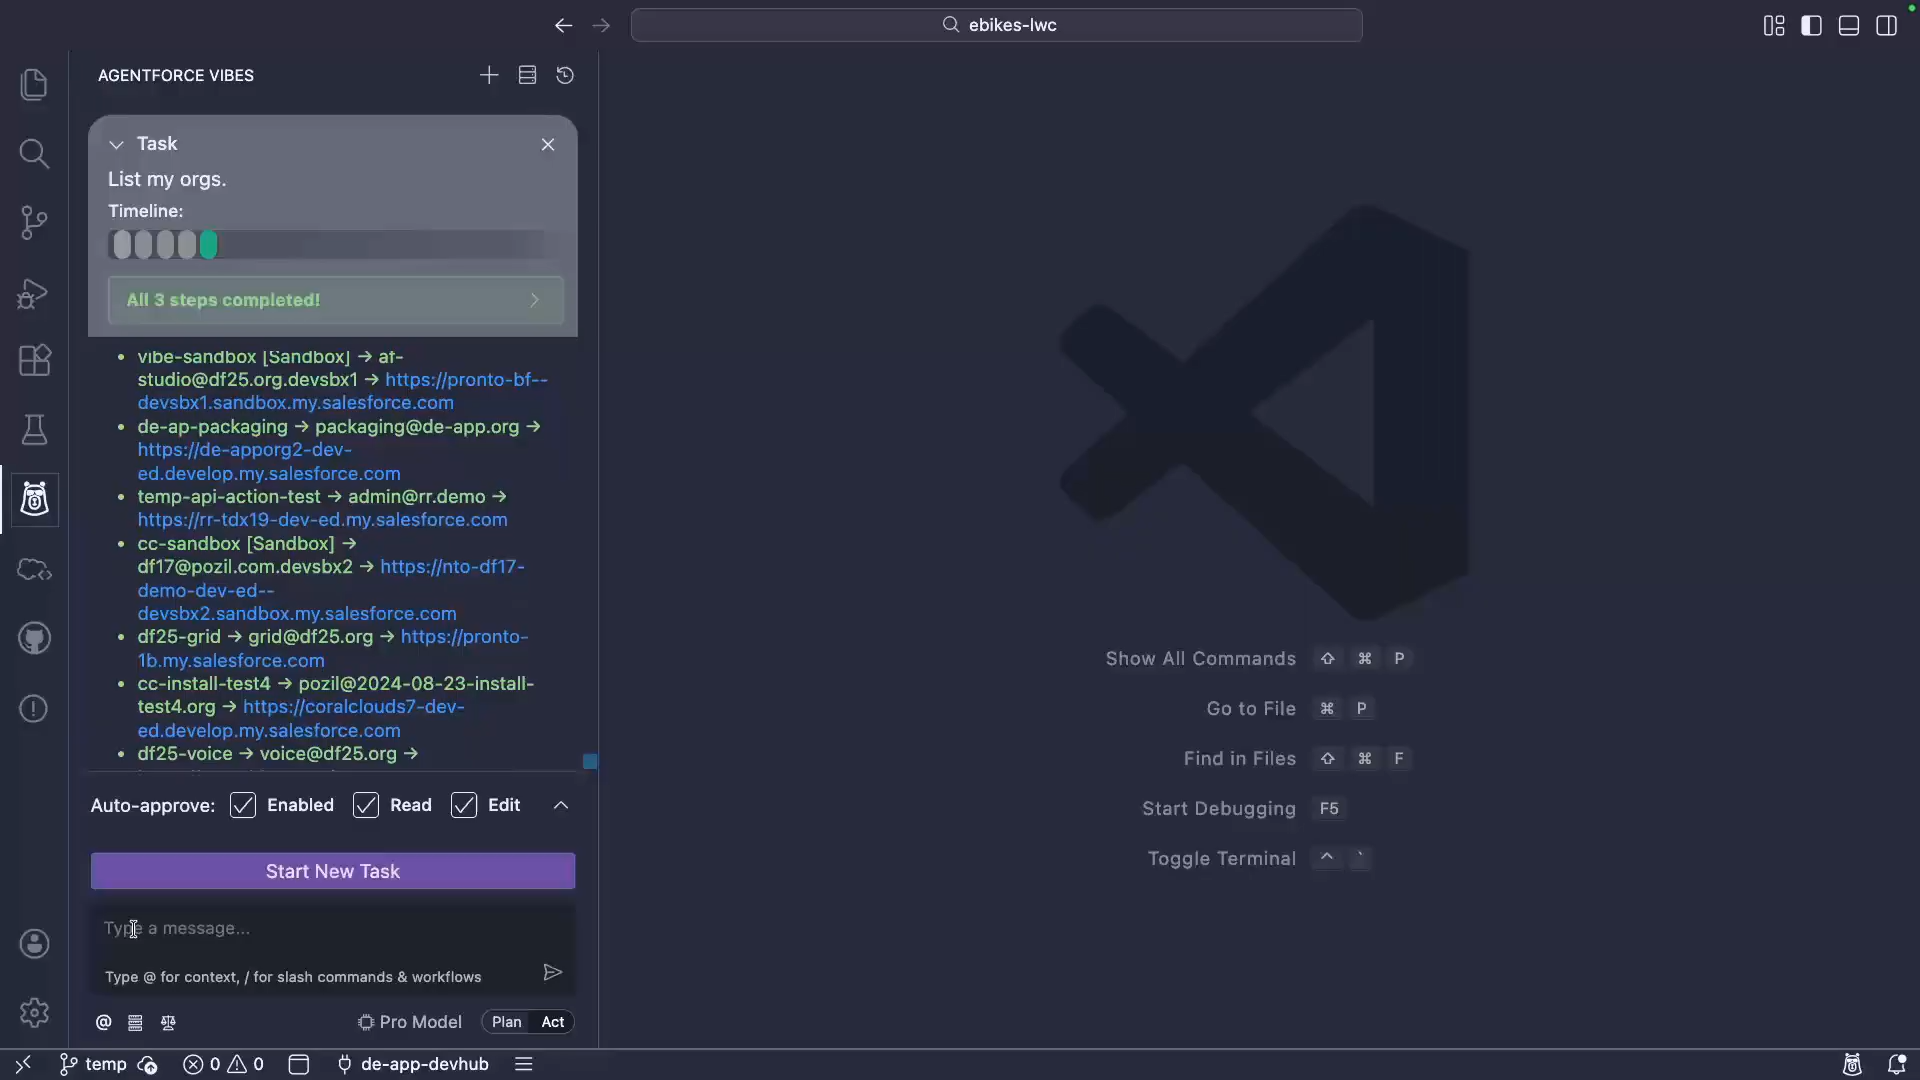 ebikes-lwc
AGENTFORCE VIBES
Task
List my orgs.
Timeline:
All 3 steps completed!
• vibe-sandbox [Sandbox] → af-
studio@df25.org.devsbx1 → https://pronto-bf--
devsbx1.sandbox.my.salesforce.com
• de-ap-packaging → packaging@de-app.org →
https://de-apporg2-dev-
ed.develop.my.salesforce.com
• temp-api-action-test → admin@rr.demo →
https://rr-tdx19-dev-ed.my.salesforce.com
• cc-sandbox [Sandbox] →
df17@pozil.com.devsbx2 → https://nto-df17-
demo-dev-ed--
devsbx2.sandbox.my.salesforce.com
• df25-grid → grid@df25.org → https://pronto-
1b.my.salesforce.com
• cc-install-test4 → pozil@2024-08-23-install-
test4.org → https://coralclouds7-dev-
ed.develop.my.salesforce.com
• df25-voice → voice@df25.org →
Auto-approve: Enabled Read Edit
Start New Task
Type a message...
Type @ for context, / for slash commands & workflows
@ Pro Model Plan Act
Show All Commands ⇧ ⌘ P
Go to File ⌘ P
Find in Files ⇧ ⌘ F
Start Debugging F5
Toggle Terminal ^ `
temp 0 0 de-app-devhub